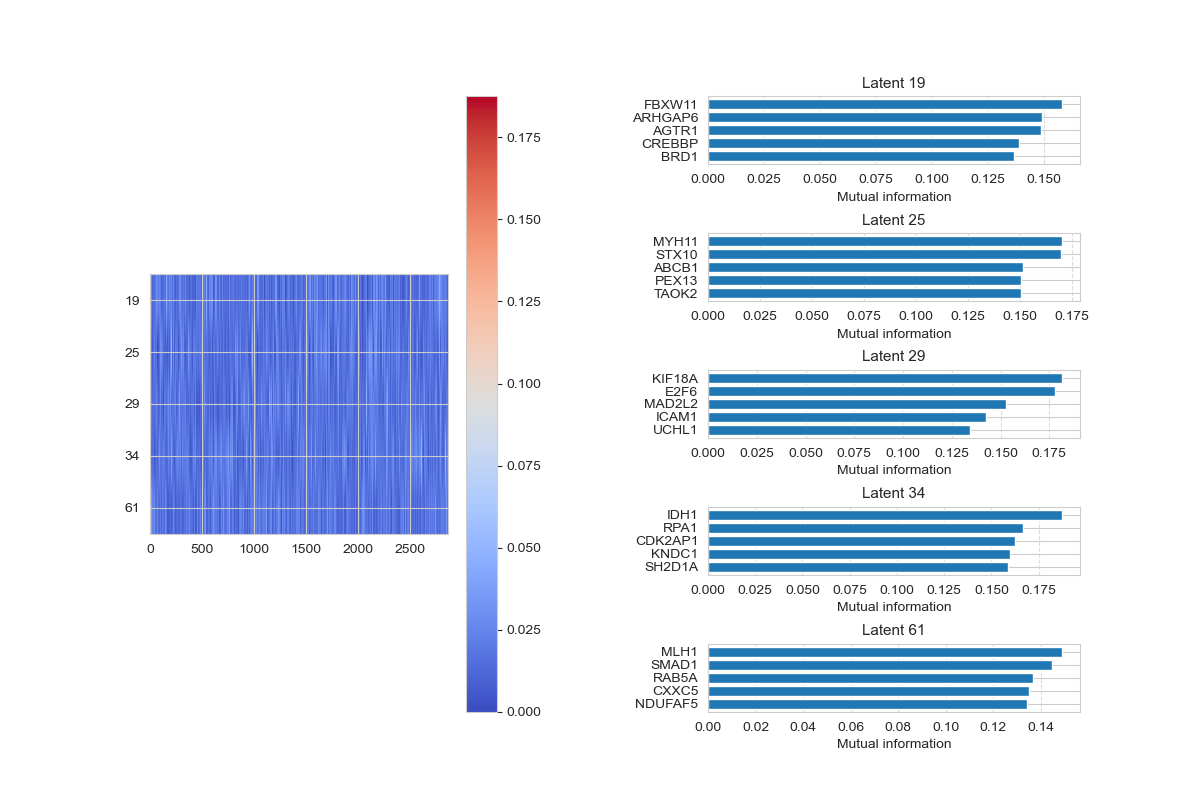 19
25
29
34
61
0 500 1000 1500 2000 2500
0.175
0.150
0.125
0.100
0.075
0.050
0.025
0.000
Latent 19
FBXW11
ARHGAP6
AGTR1
CREBBP
BRD1
0.000 0.025 0.050 0.075 0.100 0.125 0.150
Mutual information
Latent 25
MYH11
STX10
ABCB1
PEX13
TAOK2
0.000 0.025 0.050 0.075 0.100 0.125 0.150 0.175
Mutual information
Latent 29
KIF18A
E2F6
MAD2L2
ICAM1
UCHL1
0.000 0.025 0.050 0.075 0.100 0.125 0.150 0.175
Mutual information
Latent 34
IDH1
RPA1
CDK2AP1
KNDC1
SH2D1A
0.000 0.025 0.050 0.075 0.100 0.125 0.150 0.175
Mutual information
Latent 61
MLH1
SMAD1
RAB5A
CXXC5
NDUFAF5
0.00 0.02 0.04 0.06 0.08 0.10 0.12 0.14
Mutual information